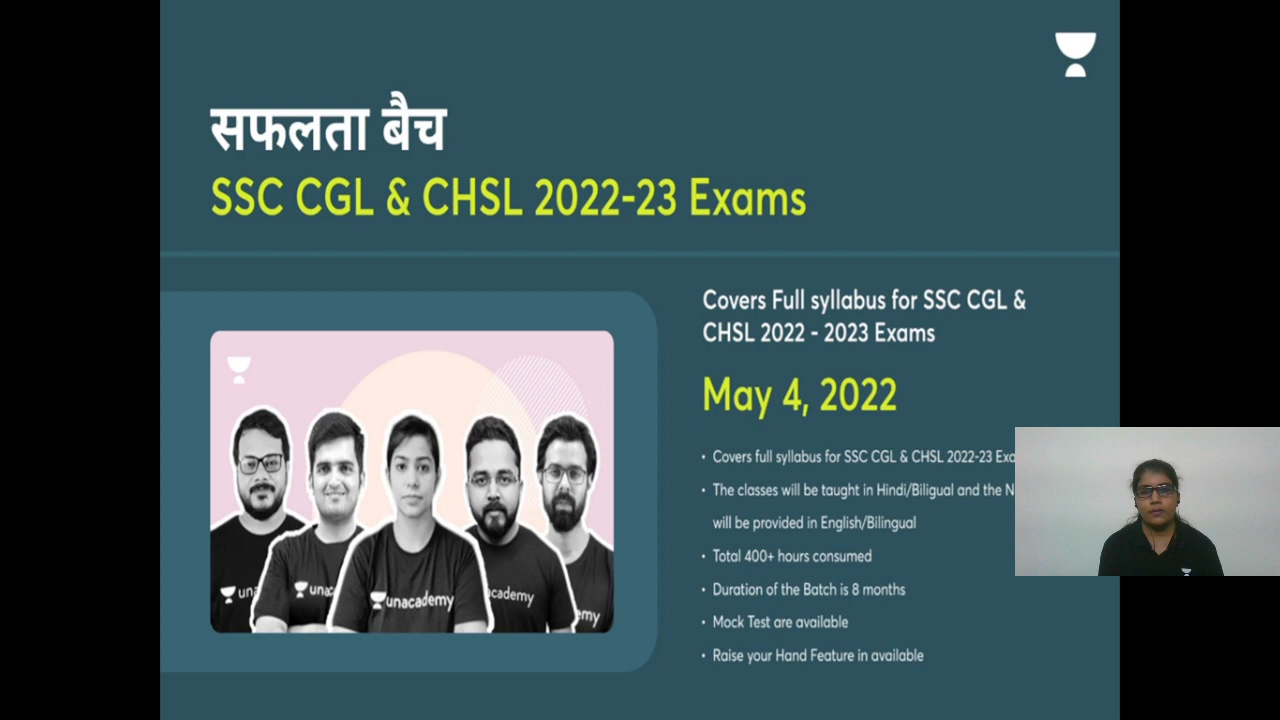 सफलता बैच
SSC CGL & CHSL 2022-23 Exams
Covers Full syllabus for SSC CGL &
CHSL 2022 - 2023 Exams
May 4, 2022
• Covers full syllabus for SSC CGL & CHSL 2022-23
• The classes will be taught in Hindi/Biligual and the
will be provided in English/Bilingual
• Total 400+ hours consumed
• Duration of the Batch is 8 months
• Mock Test are available
• Raise your Hand Feature in available
unacademy